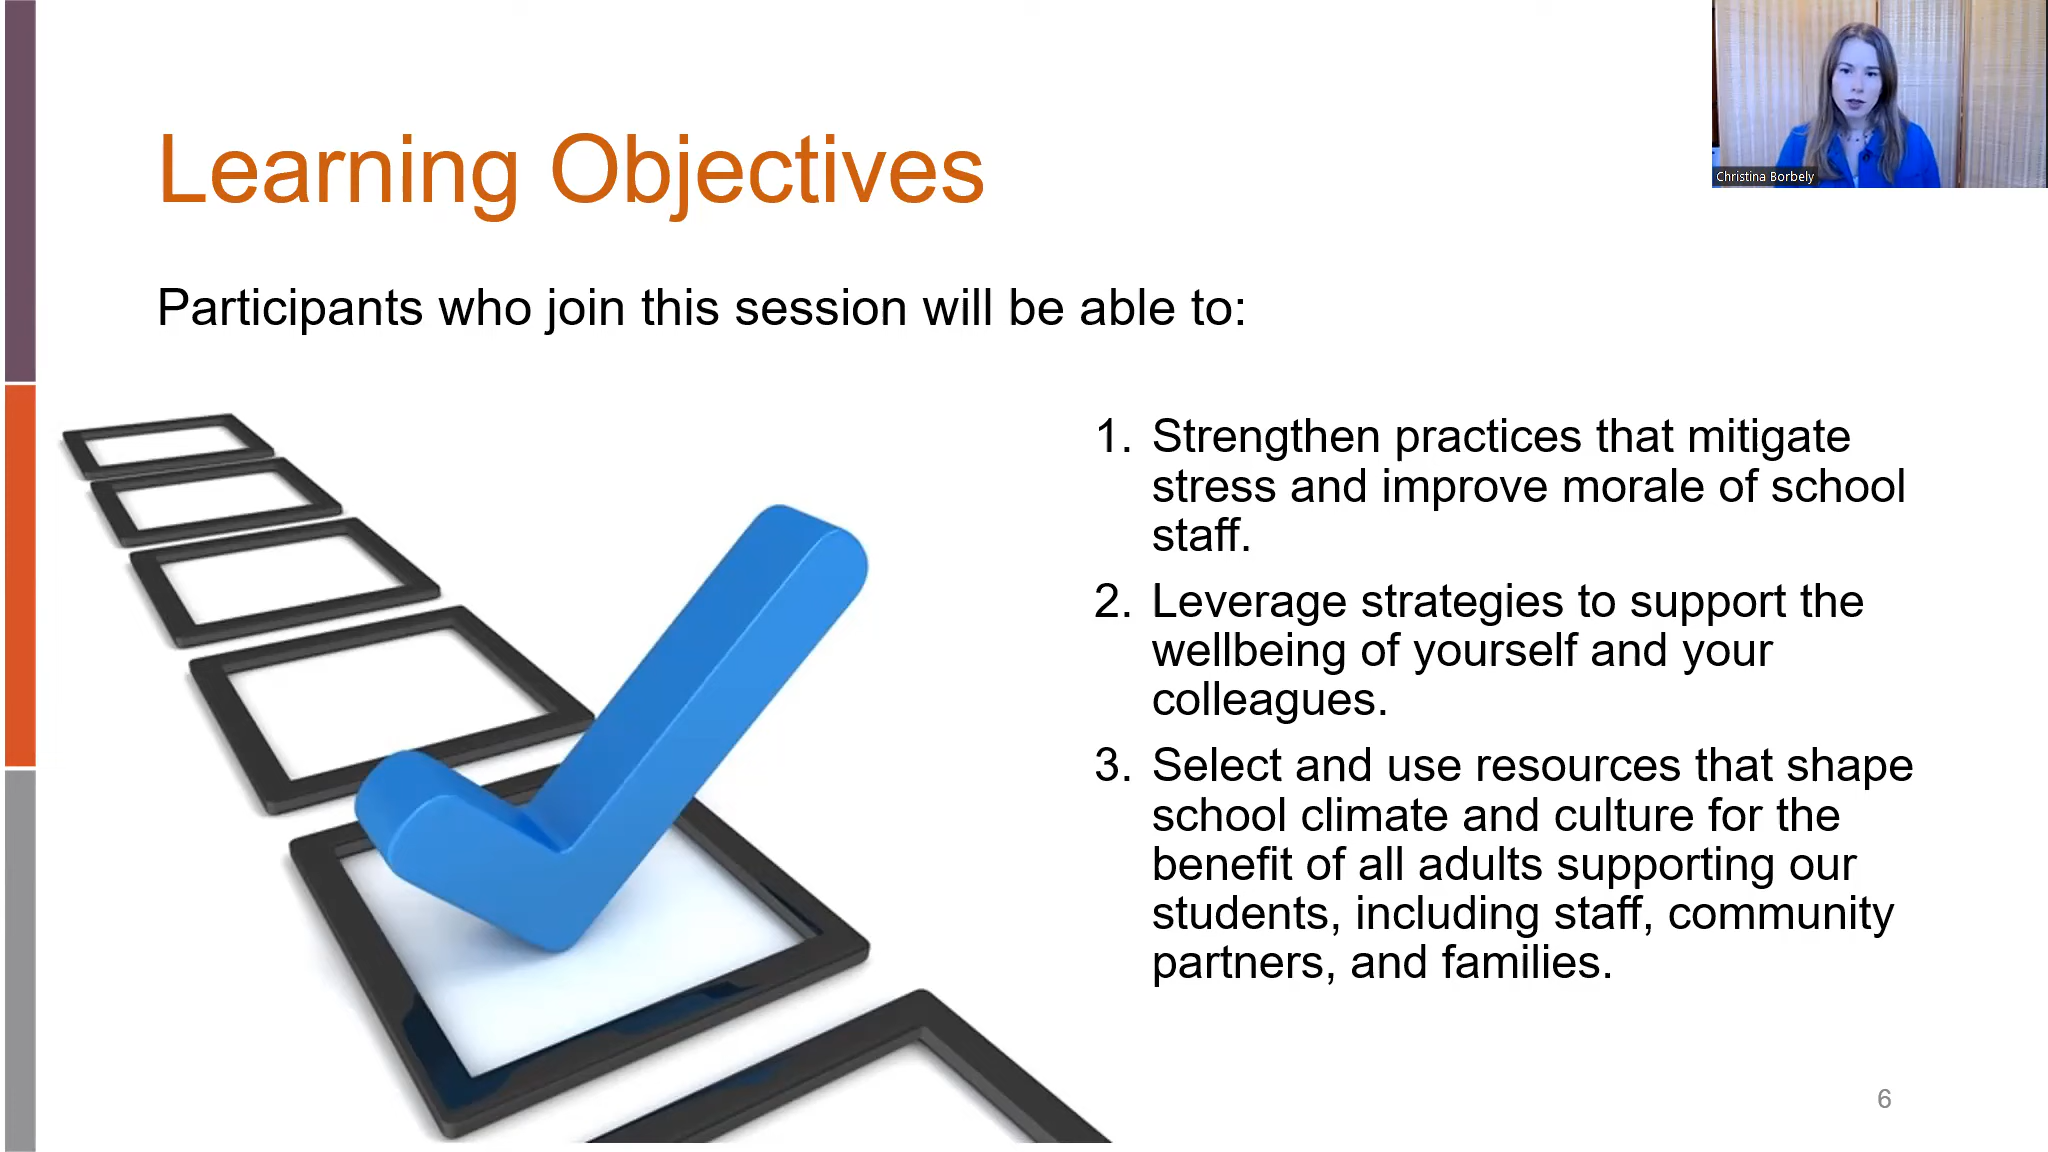 Christina Borbely
Learning Objectives
Participants who join this session will be able to:
1. Strengthen practices that mitigate
stress and improve morale of school
staff.
2. Leverage strategies to support the
wellbeing of yourself and your
colleagues.
3. Select and use resources that shape
school climate and culture for the
benefit of all adults supporting our
students, including staff, community
partners, and families.
6